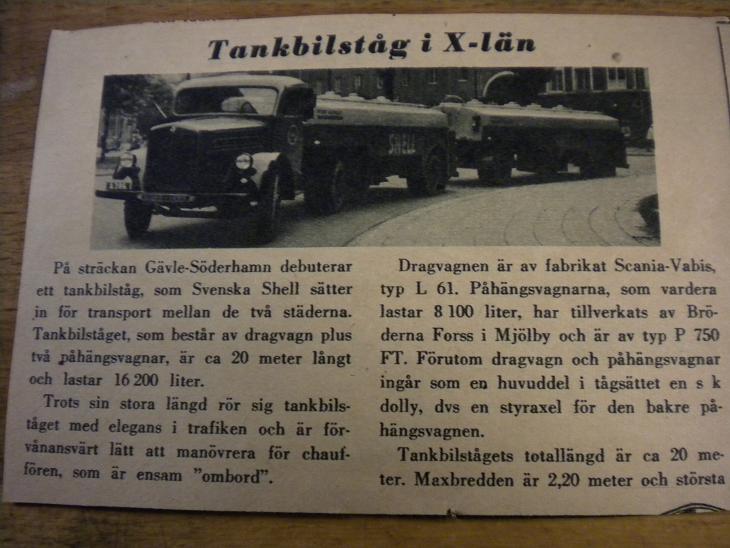 Tankbilståg i X-län
SHELL
På sträckan Gävle-Söderhamn debuterar
ett tankbilståg, som Svenska Shell sätter
in för transport mellan de två städerna.
Tankbilståget, som består av dragvagn plus
två påhängsvagnar, är ca 20 meter långt
och lastar 16 200 liter.
Trots sin stora längd rör sig tankbils-
tåget med elegans i trafiken och är för-
vånansvärt lätt att manövrera för chauf-
fören, som är ensam ”ombord”.
Dragvagnen är av fabrikat Scania-Vabis,
typ L 61. Påhängsvagnarna, som vardera
lastar 8 100 liter, har tillverkats av Brö-
derna Forss i Mjölby och är av typ P 750
FT. Förutom dragvagn och påhängsvagnar
ingår som en huvuddel i tågsättet en s k
dolly, dvs en styraxel för den bakre på-
hängsvagnen.
Tankbilstågets totallängd är ca 20 me-
ter. Maxbredden är 2,20 meter och största